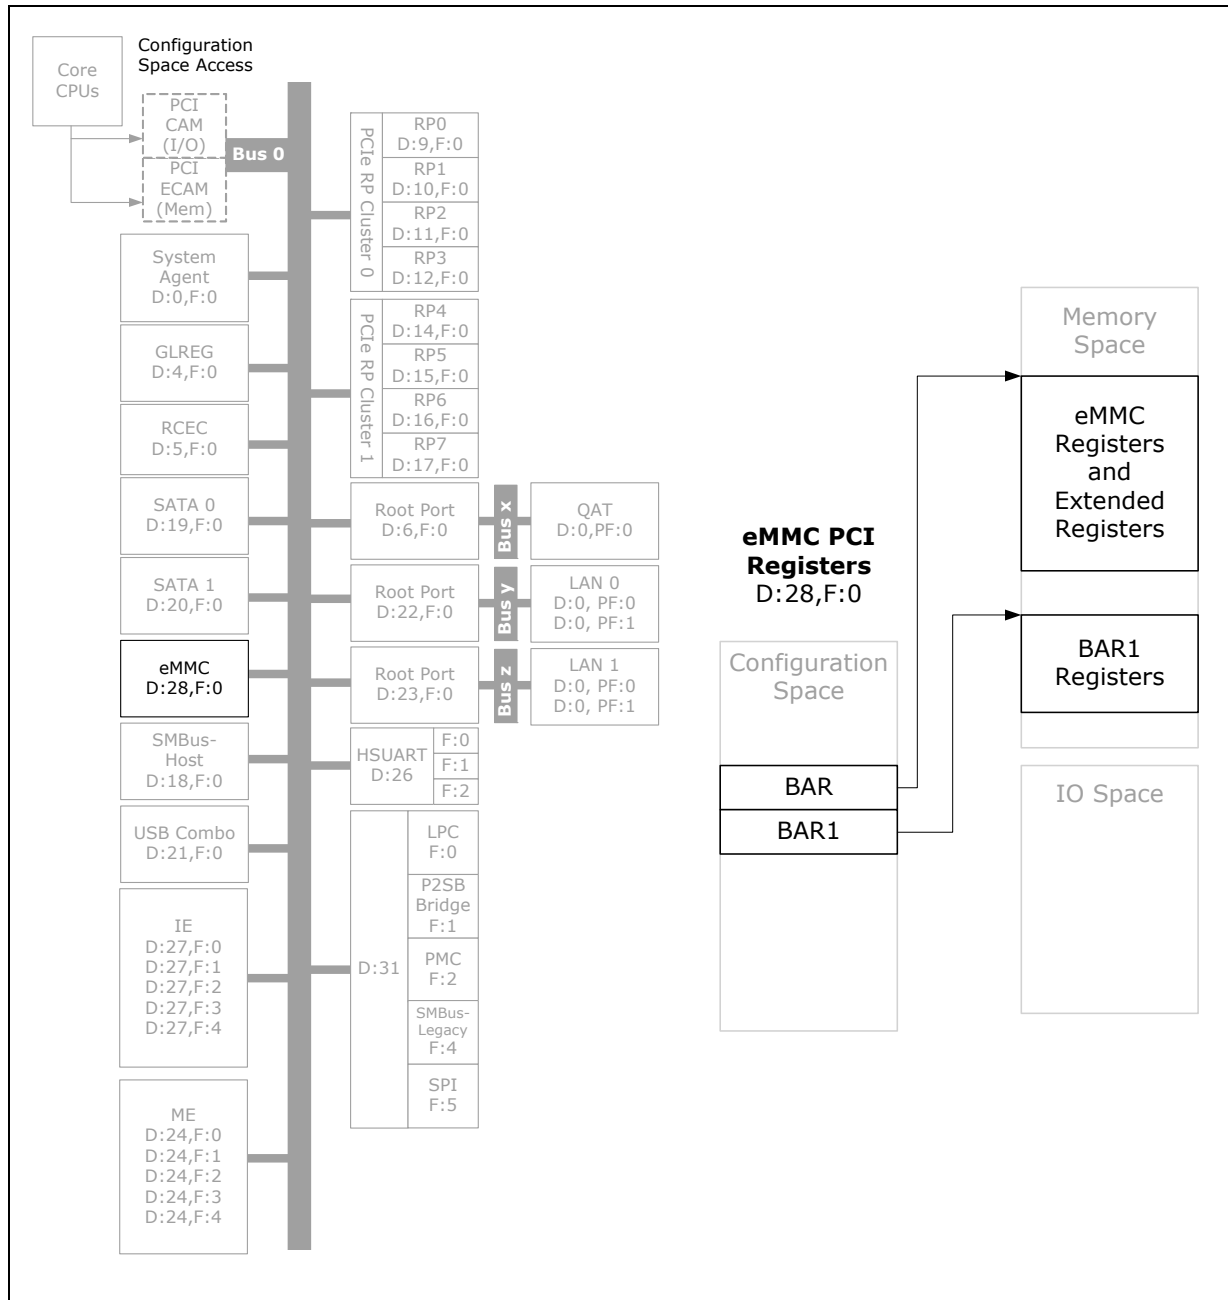 Configuration
Space Access
Core
CPUs
PCI
CAM
(I/O)
PCI
ECAM
(Mem)
Bus 0
System
Agent
D:0,F:0
GLREG
D:4,F:0
RCEC
D:5,F:0
SATA 0
D:19,F:0
SATA 1
D:20,F:0
eMMC
D:28,F:0
SMBus-
Host
D:18,F:0
USB Combo
D:21,F:0
IE
D:27,F:0
D:27,F:1
D:27,F:2
D:27,F:3
D:27,F:4
ME
D:24,F:0
D:24,F:1
D:24,F:2
D:24,F:3
D:24,F:4
PCIe RP Cluster 0
RP0
D:9,F:0
RP1
D:10,F:0
RP2
D:11,F:0
RP3
D:12,F:0
PCIe RP Cluster 1
RP4
D:14,F:0
RP5
D:15,F:0
RP6
D:16,F:0
RP7
D:17,F:0
Root Port
D:6,F:0
Bus x
QAT
D:0,PF:0
Root Port
D:22,F:0
Bus y
LAN 0
D:0, PF:0
D:0, PF:1
Root Port
D:23,F:0
Bus z
LAN 1
D:0, PF:0
D:0, PF:1
HSUART
D:26
F:0
F:1
F:2
D:31
LPC
F:0
P2SB
Bridge
F:1
PMC
F:2
SMBus-
Legacy
F:4
SPI
F:5
eMMC PCI
Registers
D:28,F:0
Configuration
Space
BAR
BAR1
Memory
Space
eMMC
Registers
and
Extended
Registers
BAR1
Registers
IO Space